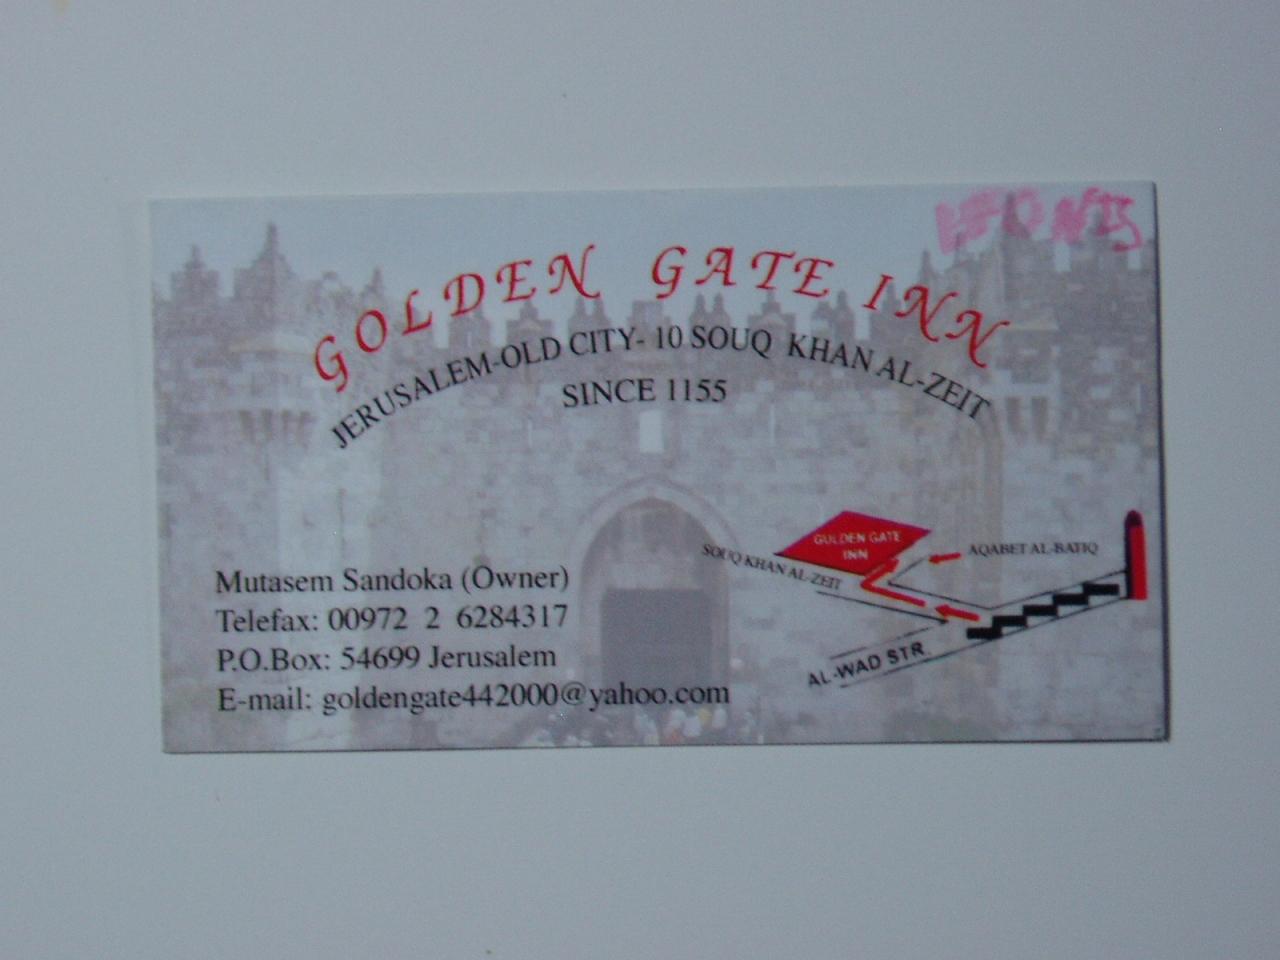 GOLDEN GATE INN
JERUSALEM-OLD CITY- 10 SOUQ KHAN AL-ZEIT
SINCE 1155
GOLDEN GATE
INN
SOUQ KHAN AL-ZEIT
AQABET AL-BATIQ
AL-WAD STR.
Mutasem Sandoka (Owner)
Telefax: 00972 2 6284317
P.O.Box: 54699 Jerusalem
E-mail: goldengate442000@yahoo.com